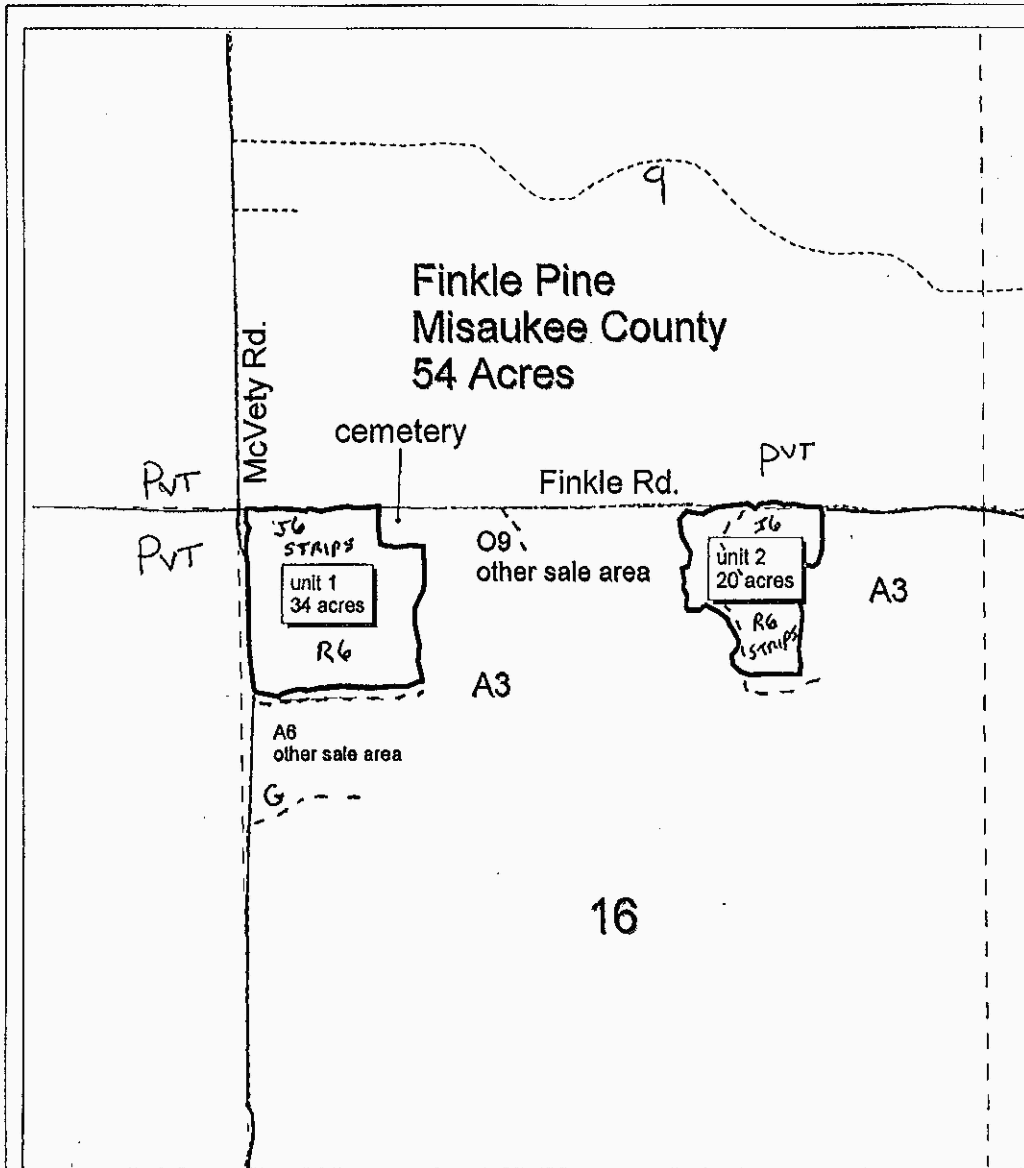 9
Finkle Pine
Misaukee County
54 Acres
McVety Rd.
cemetery
PVT
Finkle Rd.
PVT
PVT
J6
STRIPS
unit 1
34 acres
R6
O9
other sale area
J6
unit 2
20 acres
R6
STRIPS
A3
A3
A6
other sale area
G
16